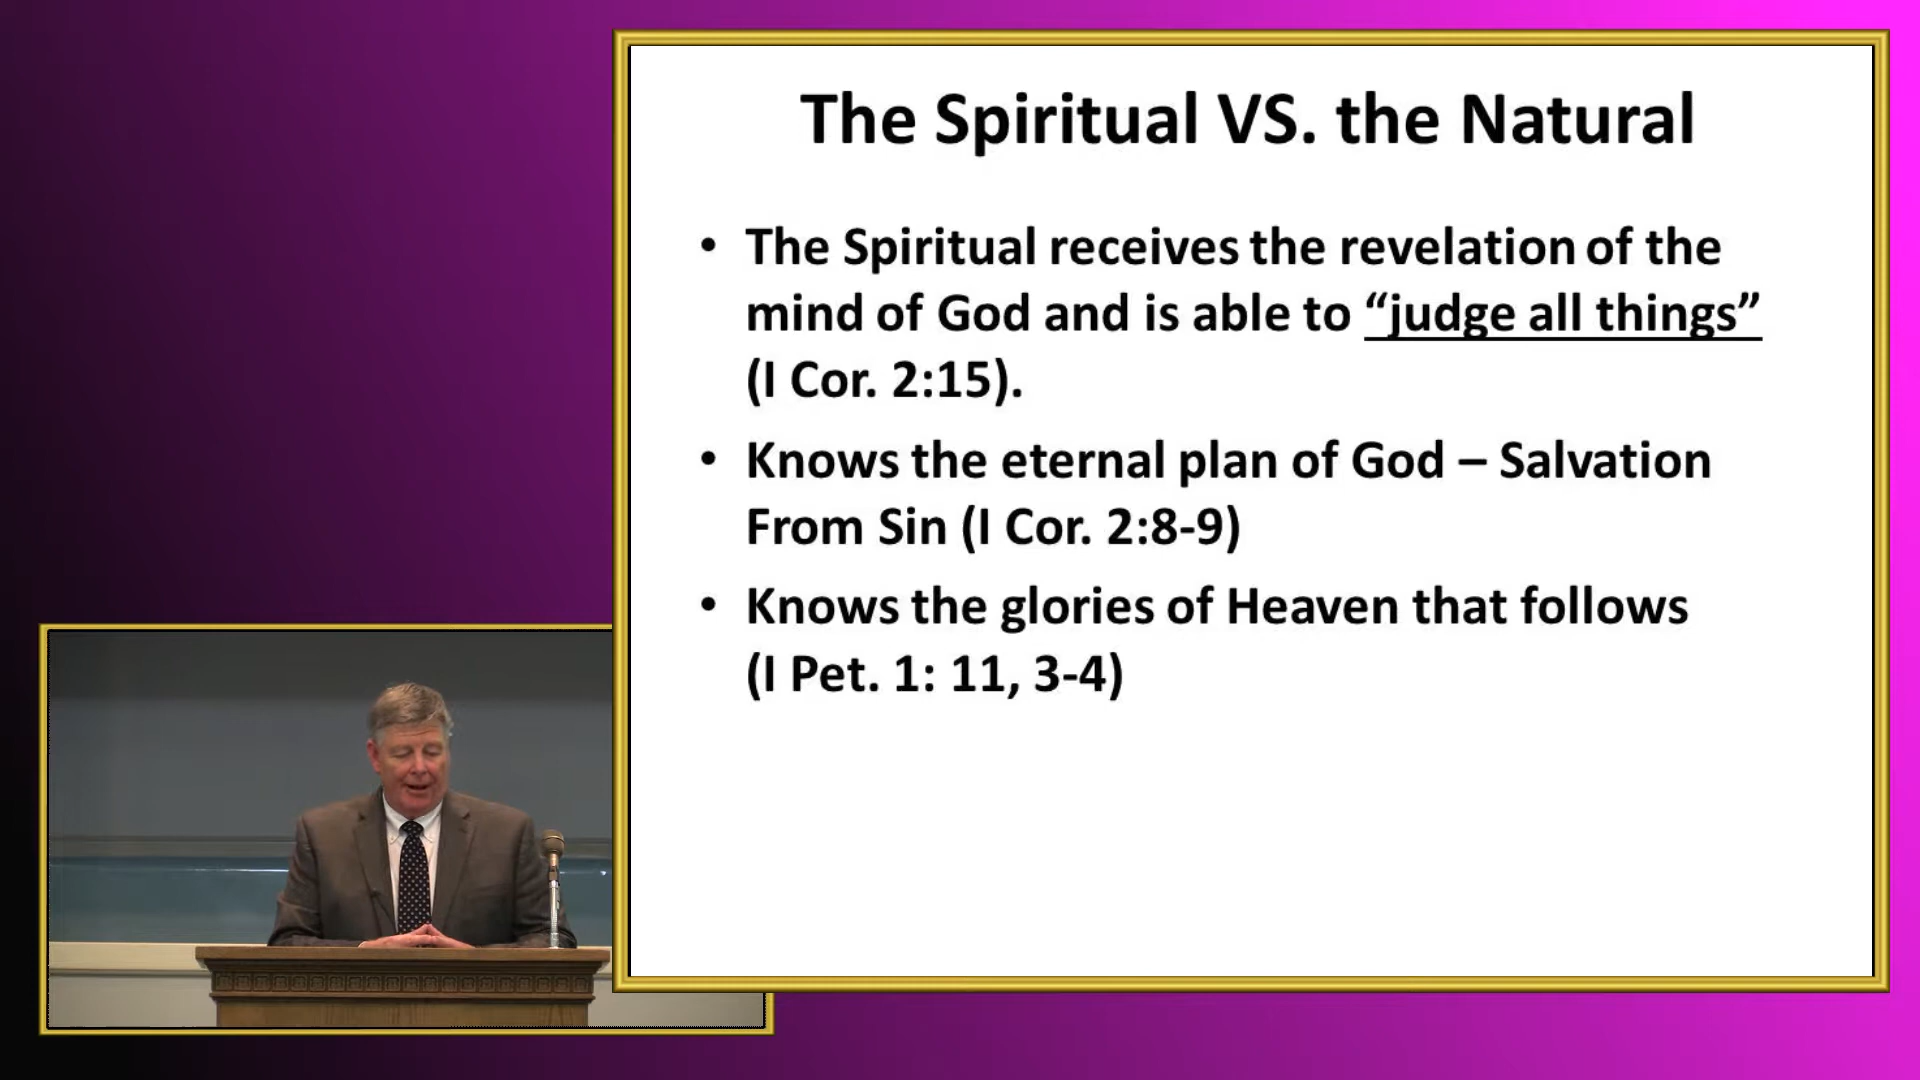 The Spiritual VS. the Natural
• The Spiritual receives the revelation of the
mind of God and is able to “judge all things”
(I Cor. 2:15).
• Knows the eternal plan of God – Salvation
From Sin (I Cor. 2:8-9)
• Knows the glories of Heaven that follows
(I Pet. 1: 11, 3-4)